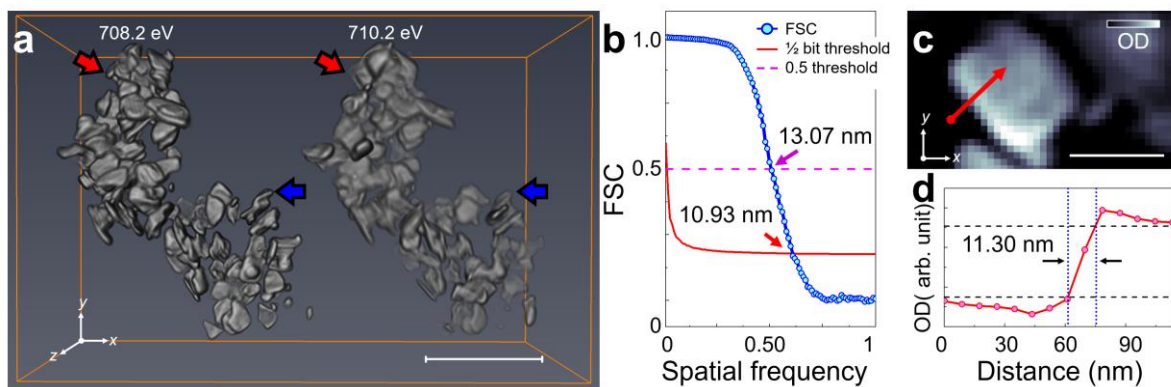 a
708.2 eV
710.2 eV
y
z
x
b
FSC
½ bit threshold
0.5 threshold
1.0
0.5
0
FSC
13.07 nm
10.93 nm
0 0.50 1
Spatial frequency
c
OD
y
x
d
OD( arb. unit)
11.30 nm
0 30 60 90
Distance (nm)